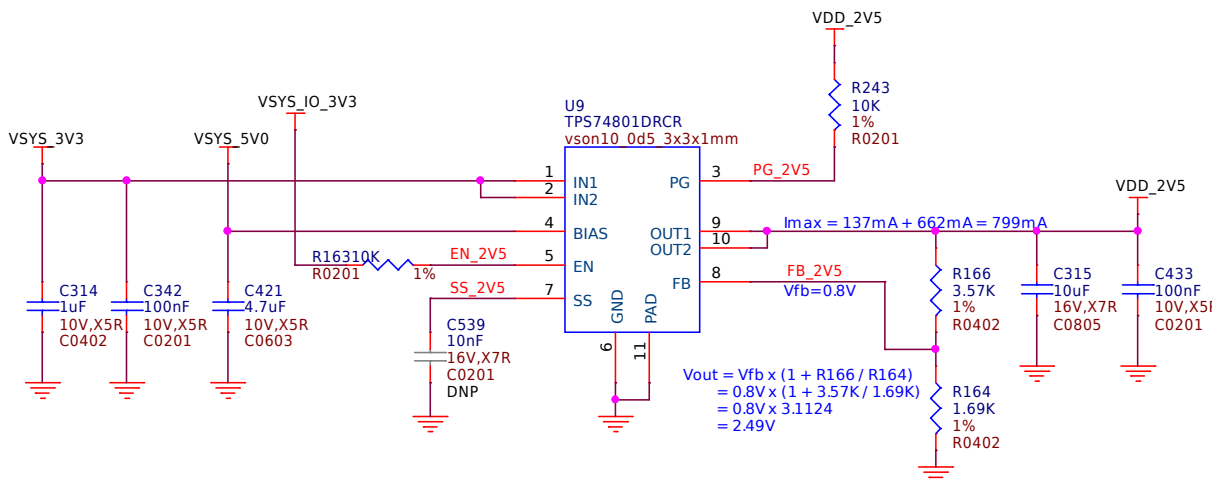 VDD_2V5
R243
10K
1%
R0201
VSYS_IO_3V3
U9
TPS74801DRCR
vson10_0d5_3x3x1mm
VSYS_3V3
VSYS_5V0
1
IN1
2
IN2
4
BIAS
R16310K
R0201
1%
EN_2V5
5
EN
SS_2V5
7
SS
PG
3
PG_2V5
OUT1
9
OUT2
10
FB
8
GND
6
PAD
11
VDD_2V5
Imax = 137mA + 662mA = 799mA
FB_2V5
Vfb=0.8V
C314
1uF
10V,X5R
C0402
C342
100nF
10V,X5R
C0201
C421
4.7uF
10V,X5R
C0603
C539
10nF
16V,X7R
C0201
DNP
R166
3.57K
1%
R0402
C315
10uF
16V,X7R
C0805
C433
100nF
10V,X5R
C0201
Vout = Vfb x (1 + R166 / R164)
= 0.8V x (1 + 3.57K / 1.69K)
= 0.8V x 3.1124
= 2.49V
R164
1.69K
1%
R0402